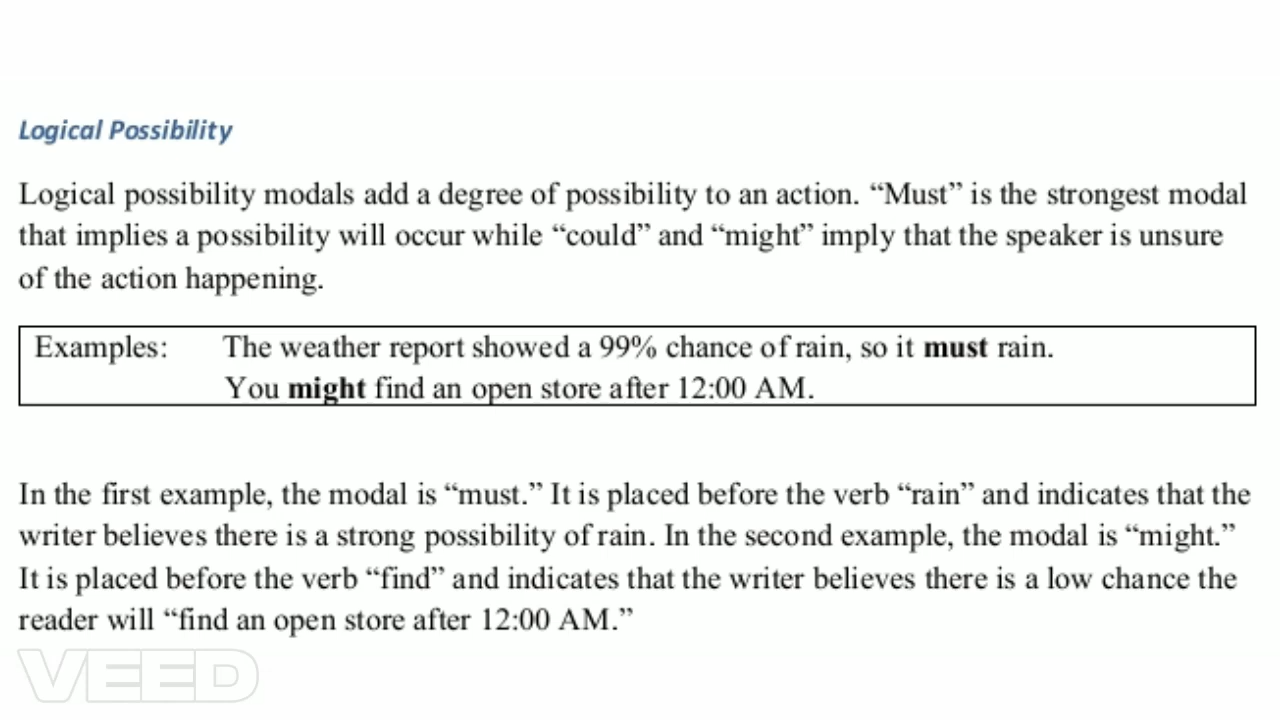 Logical Possibility
Logical possibility modals add a degree of possibility to an action. “Must” is the strongest modal
that implies a possibility will occur while “could” and “might” imply that the speaker is unsure
of the action happening.
Examples: The weather report showed a 99% chance of rain, so it must rain.
You might find an open store after 12:00 AM.
In the first example, the modal is “must.” It is placed before the verb “rain” and indicates that the
writer believes there is a strong possibility of rain. In the second example, the modal is “might.”
It is placed before the verb “find” and indicates that the writer believes there is a low chance the
reader will “find an open store after 12:00 AM.”
VEED